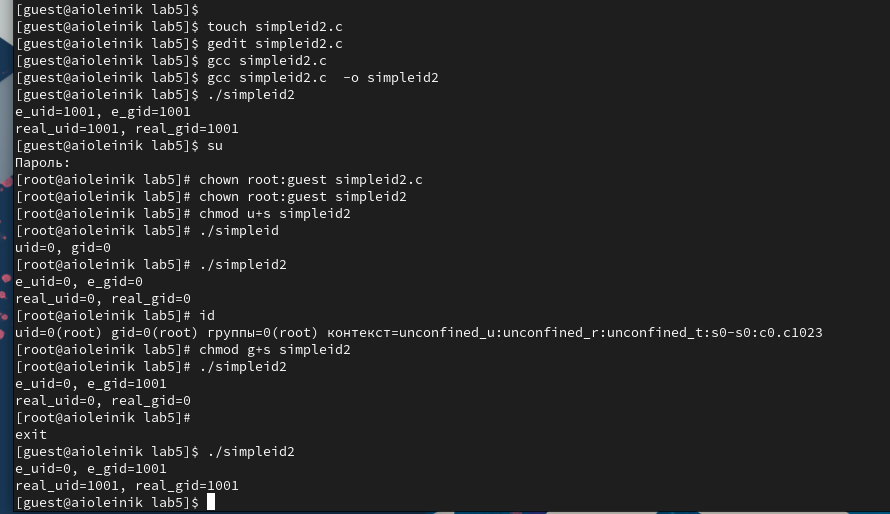 [guest@aioleinik lab5]$
[guest@aioleinik lab5]$ touch simpleid2.c
[guest@aioleinik lab5]$ gedit simpleid2.c
[guest@aioleinik lab5]$ gcc simpleid2.c
[guest@aioleinik lab5]$ gcc simpleid2.c  -o simpleid2
[guest@aioleinik lab5]$ ./simpleid2
e_uid=1001, e_gid=1001
real_uid=1001, real_gid=1001
[guest@aioleinik lab5]$ su
Пароль:
[root@aioleinik lab5]# chown root:guest simpleid2.c
[root@aioleinik lab5]# chown root:guest simpleid2
[root@aioleinik lab5]# chmod u+s simpleid2
[root@aioleinik lab5]# ./simpleid
uid=0, gid=0
[root@aioleinik lab5]# ./simpleid2
e_uid=0, e_gid=0
real_uid=0, real_gid=0
[root@aioleinik lab5]# id
uid=0(root) gid=0(root) группы=0(root) контекст=unconfined_u:unconfined_r:unconfined_t:s0-s0:c0.c1023
[root@aioleinik lab5]# chmod g+s simpleid2
[root@aioleinik lab5]# ./simpleid2
e_uid=0, e_gid=1001
real_uid=0, real_gid=0
[root@aioleinik lab5]#
exit
[guest@aioleinik lab5]$ ./simpleid2
e_uid=0, e_gid=1001
real_uid=1001, real_gid=1001
[guest@aioleinik lab5]$